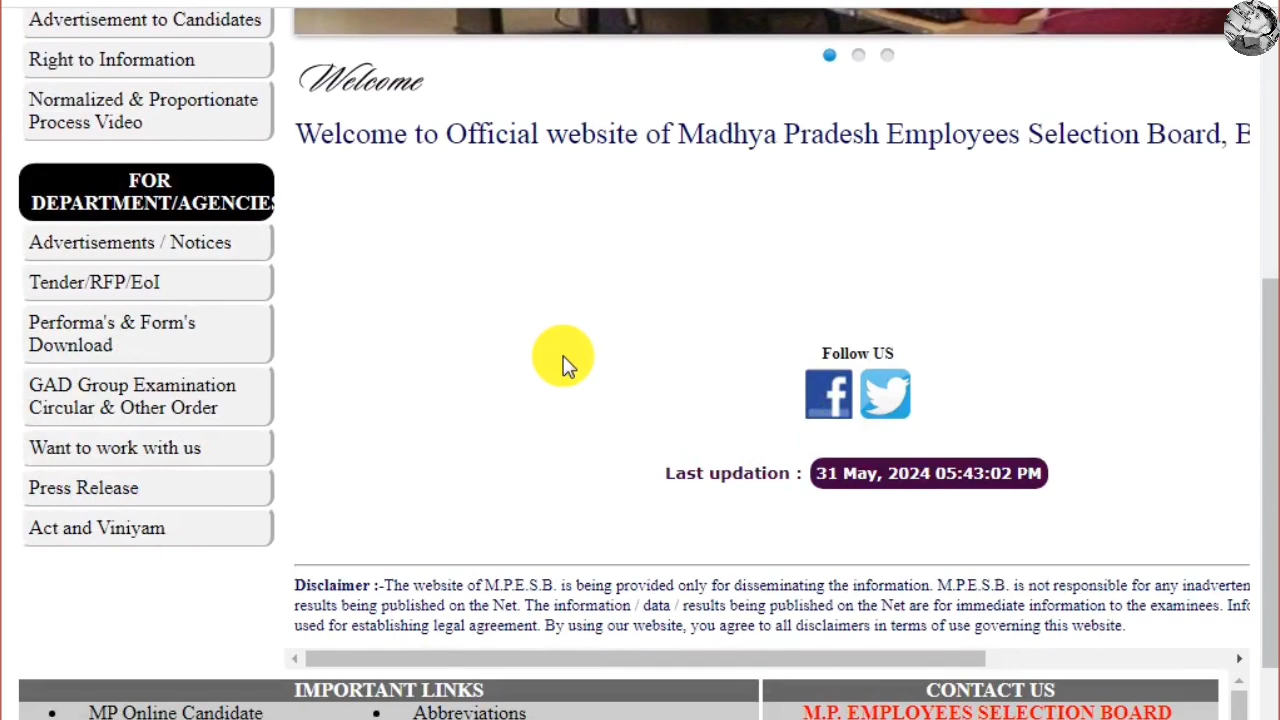 Advertisement to Candidates
Right to Information
Normalized & Proportionate
Process Video
FOR
DEPARTMENT/AGENCIES
Advertisements / Notices
Tender/RFP/EoI
Performa's & Form's
Download
GAD Group Examination
Circular & Other Order
Want to work with us
Press Release
Act and Viniyam
Welcome
Welcome to Official website of Madhya Pradesh Employees Selection Board,
Follow US
Last updation : 31 May, 2024 05:43:02 PM
Disclaimer :-The website of M.P.E.S.B. is being provided only for disseminating the information. M.P.E.S.B. is not responsible for any
results being published on the Net. The information / data / results being published on the Net are for immediate information to the examinees.
used for establishing legal agreement. By using our website, you agree to all disclaimers in terms of use governing this website.
IMPORTANT LINKS
CONTACT US
MP Online Candidate
Abbreviations
M.P. EMPLOYEES SELECTION BOARD